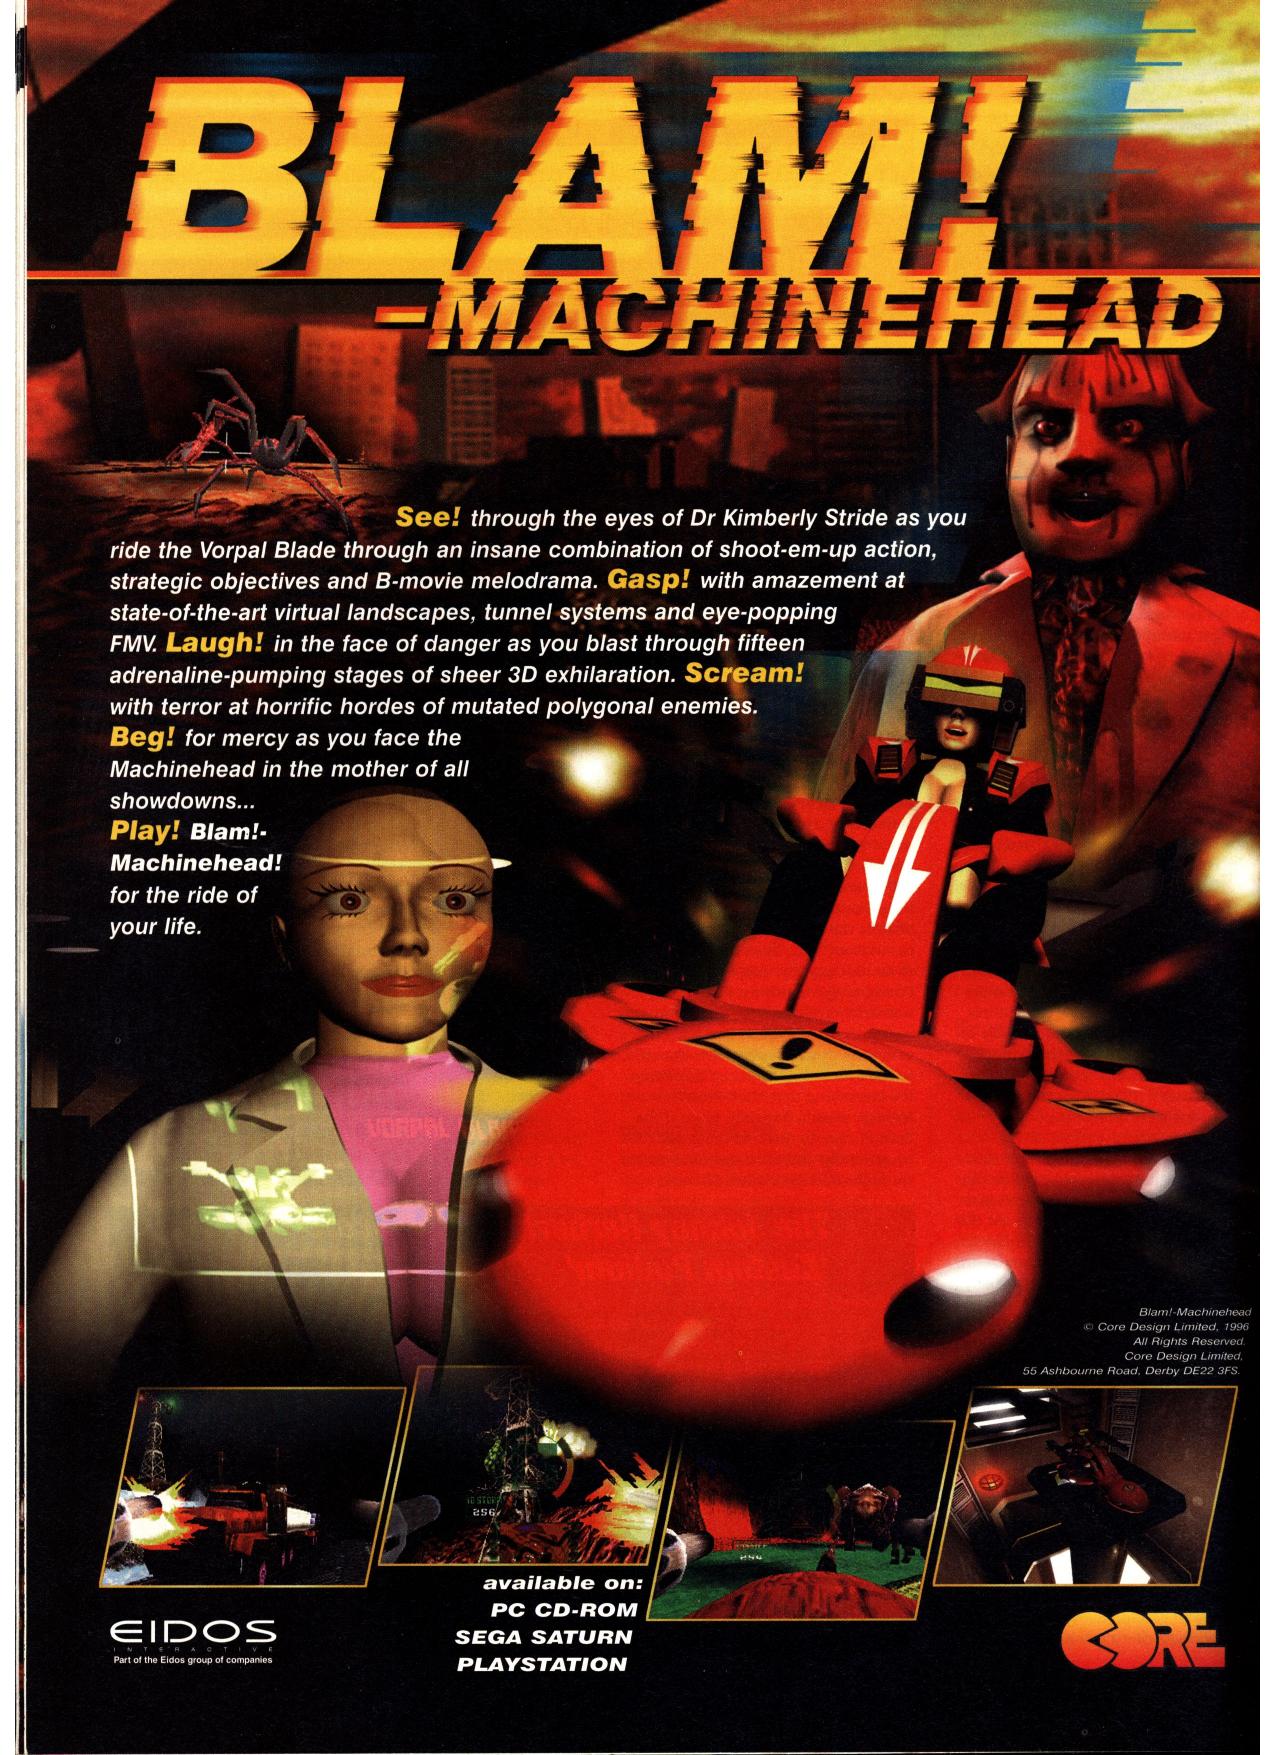 BLAM!
-MACHINEHEAD
See! through the eyes of Dr Kimberly Stride as you
ride the Vorpal Blade through an insane combination of shoot-em-up action,
strategic objectives and B-movie melodrama. Gasp! with amazement at
state-of-the-art virtual landscapes, tunnel systems and eye-popping
FMV. Laugh! in the face of danger as you blast through fifteen
adrenaline-pumping stages of sheer 3D exhilaration. Scream!
with terror at horrific hordes of mutated polygonal enemies.
Beg! for mercy as you face the
Machinehead in the mother of all
showdowns...
Play! Blam!-
Machinehead!
for the ride of
your life.
VORPAL
Blam!-Machinehead
© Core Design Limited, 1996
All Rights Reserved.
Core Design Limited,
55 Ashbourne Road, Derby DE22 3FS.
available on:
PC CD-ROM
SEGA SATURN
PLAYSTATION
EIDOS
INTERACTIVE
Part of the Eidos group of companies
CORE